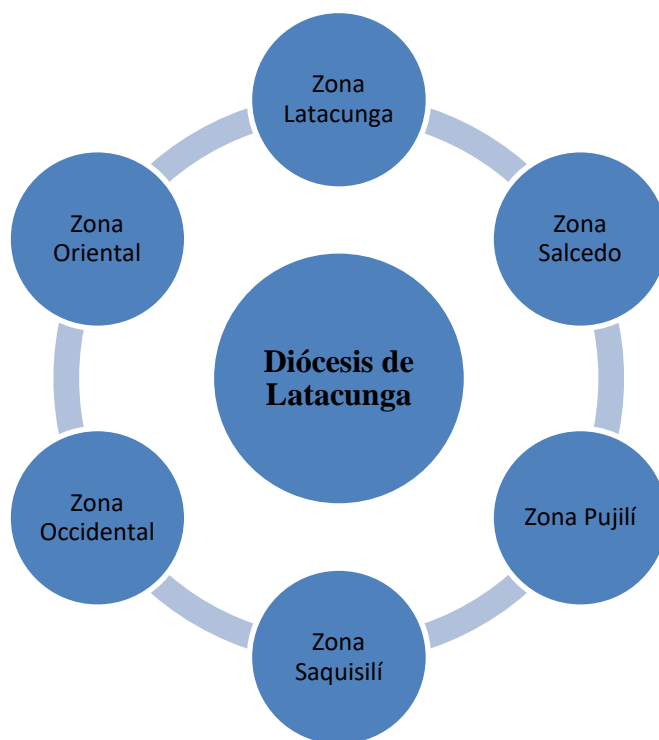 Zona
Latacunga
Zona
Salcedo
Zona Pujilí
Zona
Saquisilí
Zona
Occidental
Zona
Oriental
Diócesis de
Latacunga